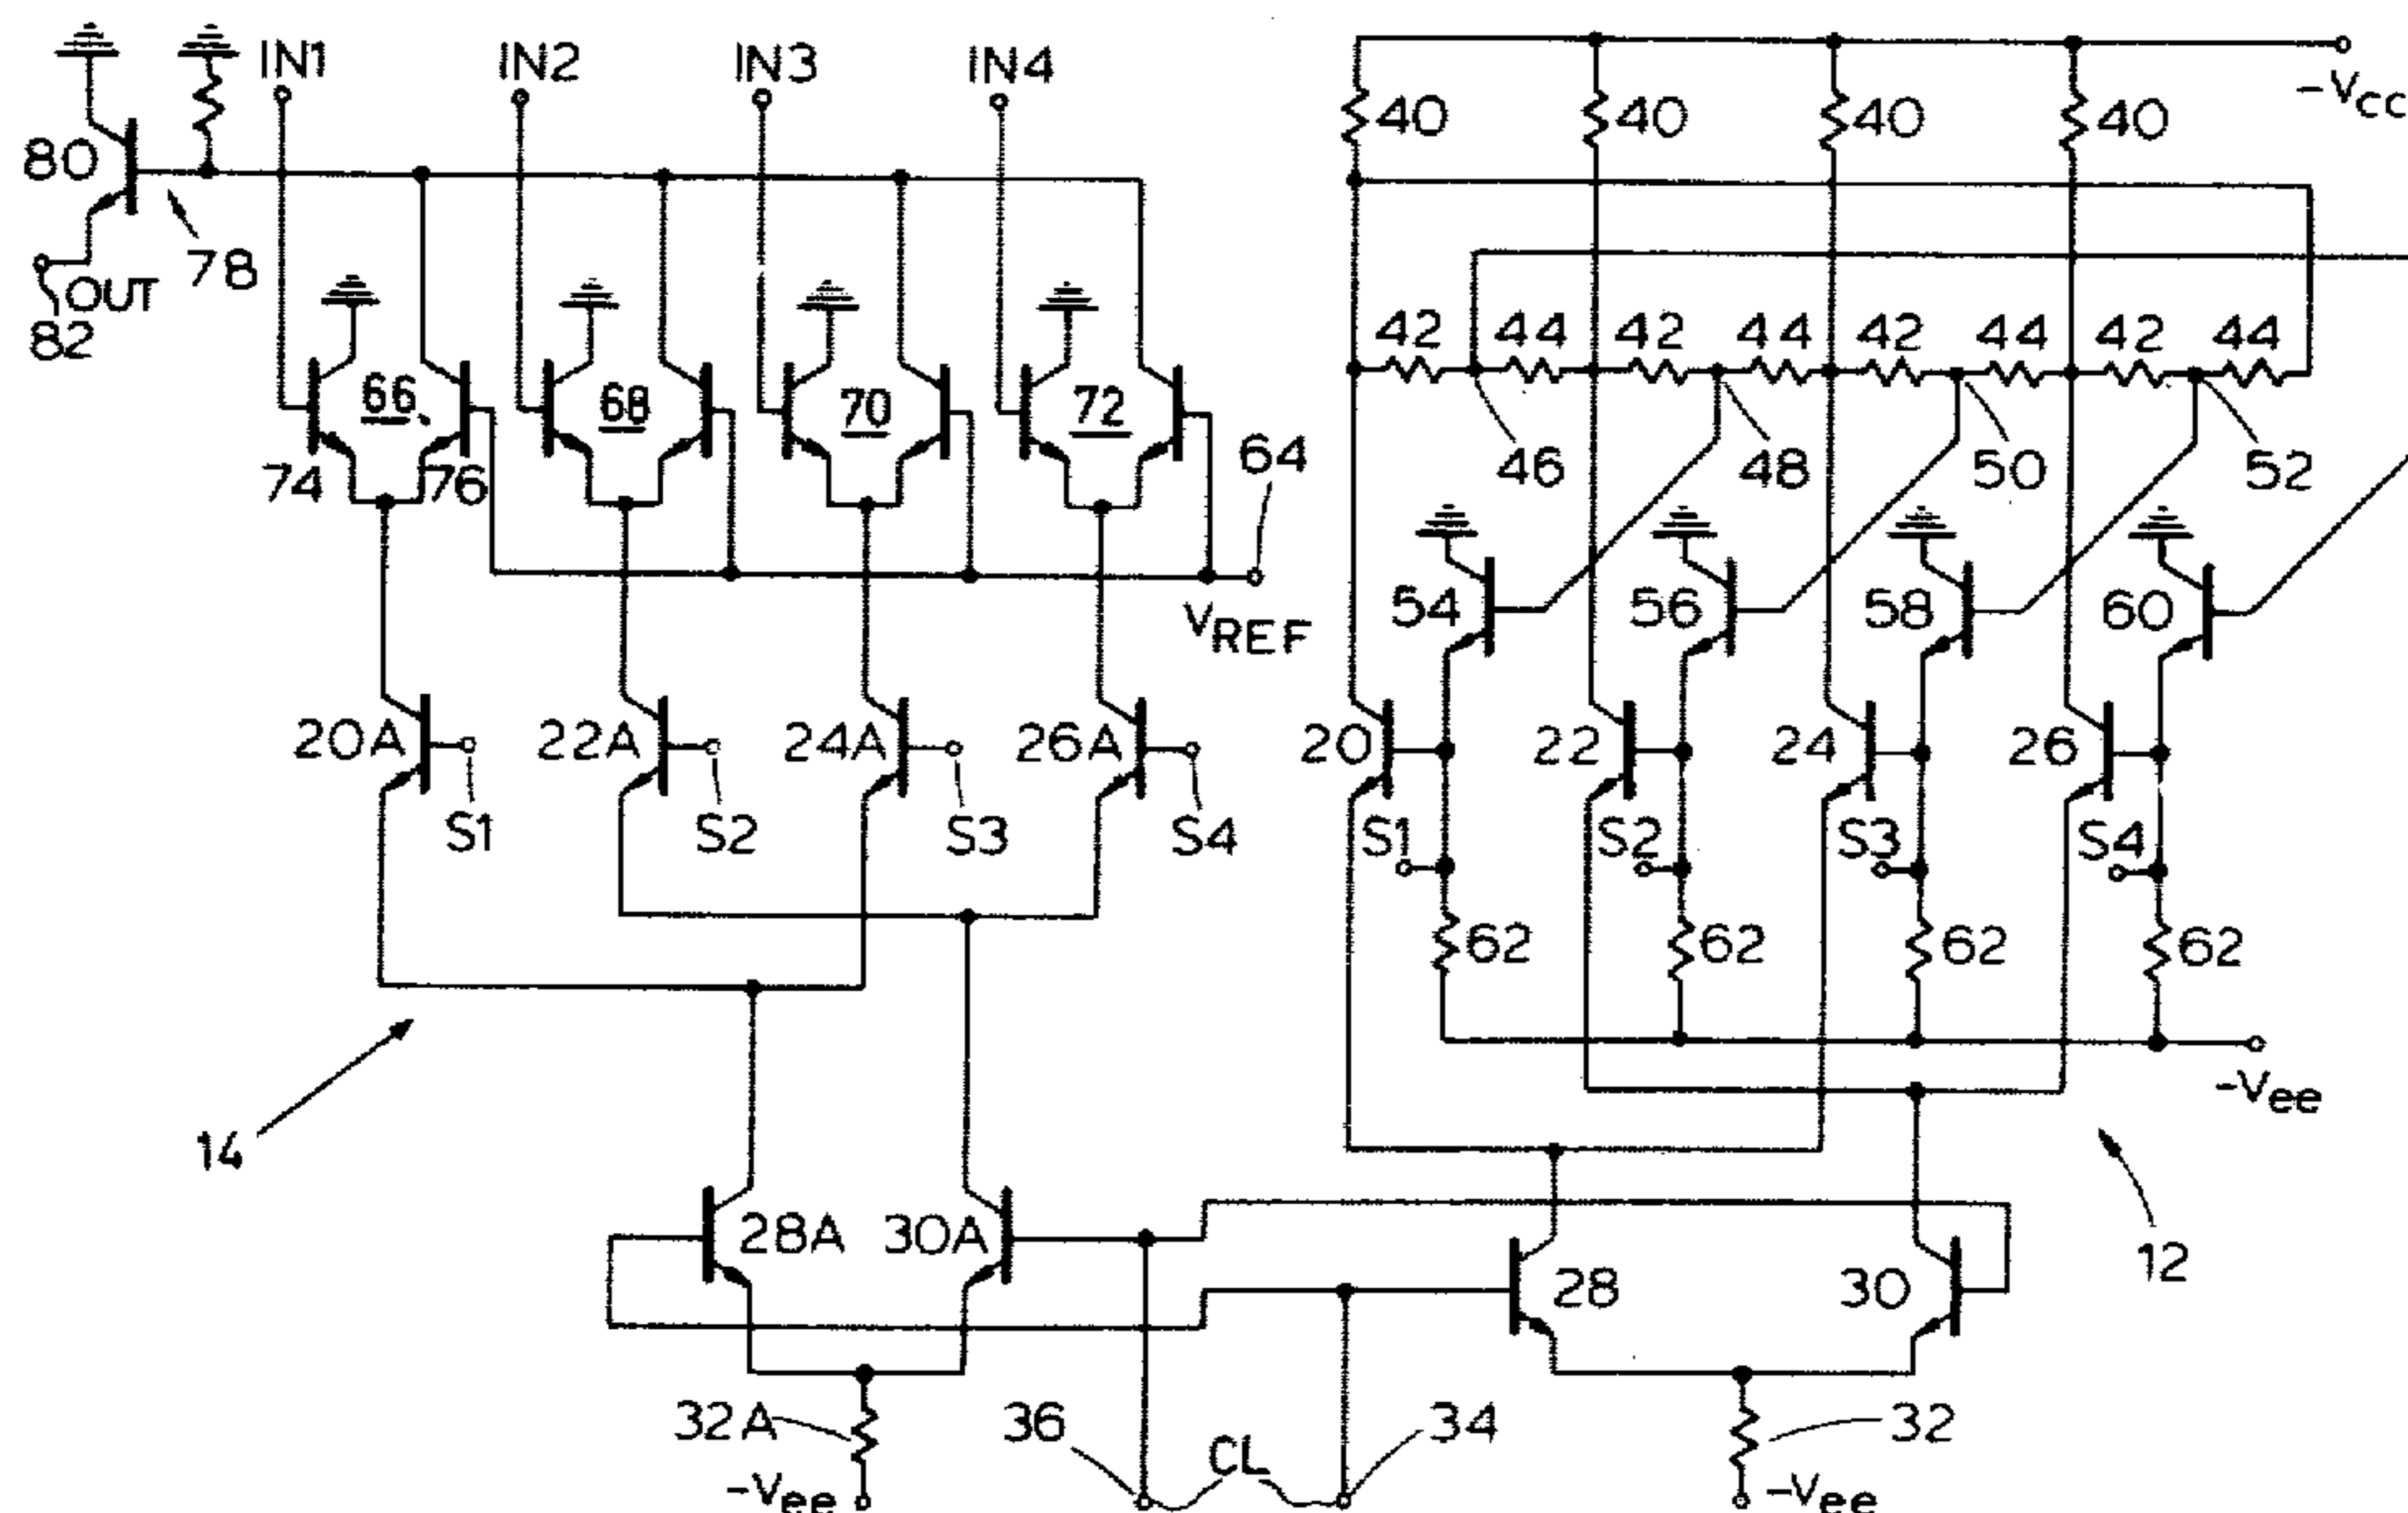 IN1 IN2 IN3 IN4
-Vcc
40 40 40 40
80
78
OUT
82
42 44 42 44 42 44 42 44
66. 68 70 72
74 76
64
46 48 50 52
54 56 58 60
VREF
20A 22A 24A 26A
20 22 24 26
S1 S2 S3 S4
S1 S2 S3 S4
62 62 62 62
-Vee
14
12
28A 30A
28 30
32A
36 CL 34
32
-Vee
-Vee